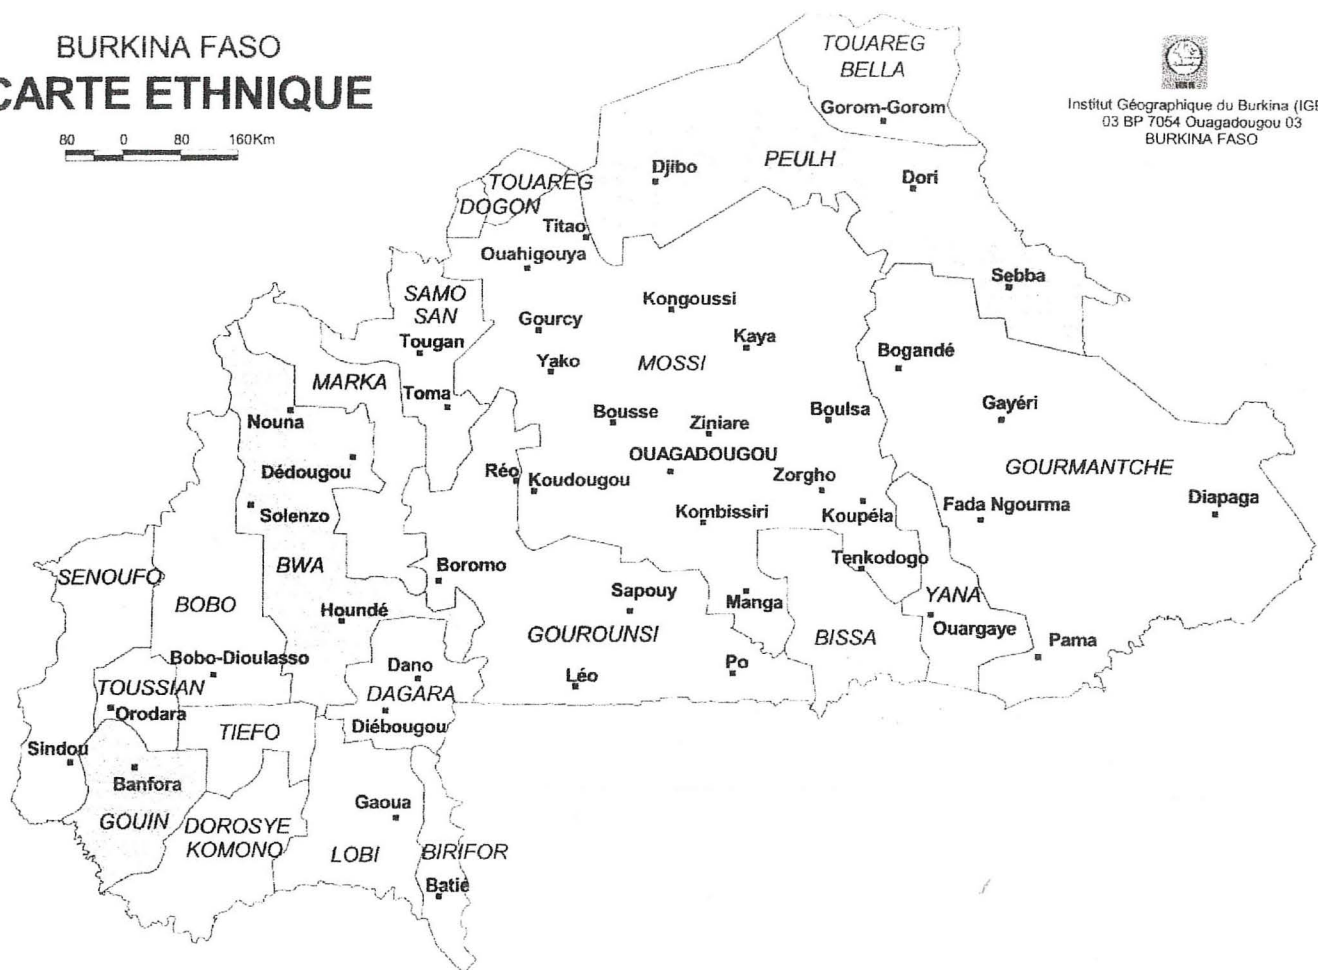 BURKINA FASO
CARTE ETHNIQUE
80 0 80 160Km
Institut Géographique du Burkina (IGB
03 BP 7054 Ouagadougou 03
BURKINA FASO
TOUAREG
BELLA
Gorom-Gorom
PEULH
Djibo
Dori
TOUAREG
DOGON
Titao
Ouahigouya
Sebba
SAMO
SAN
Kongoussi
Gourcy
Tougan
Kaya
Bogandé
Yako
MOSSI
MARKA
Toma
Gayéri
Nouna
Bousse
Ziniare
Boulsa
OUAGADOUGOU
Dédougou
Réo
Koudougou
Zorgho
GOURMANTCHE
Diapaga
Solenzo
Kombissiri
Koupéla
Fada Ngourma
SENOUFO
BWA
Boromo
Tenkodogo
BOBO
Houndé
Sapouy
Manga
YANA
GOUROUNSI
BISSA
Ouargaye
Pama
Bobo-Dioulasso
Dano
Léo
Po
TOUSSIAN
DAGARA
Orodara
TIEFO
Diébougou
Sindou
Banfora
Gaoua
GOUIN
DOROSYE
KOMONO
LOBI
BIRIFOR
Batié